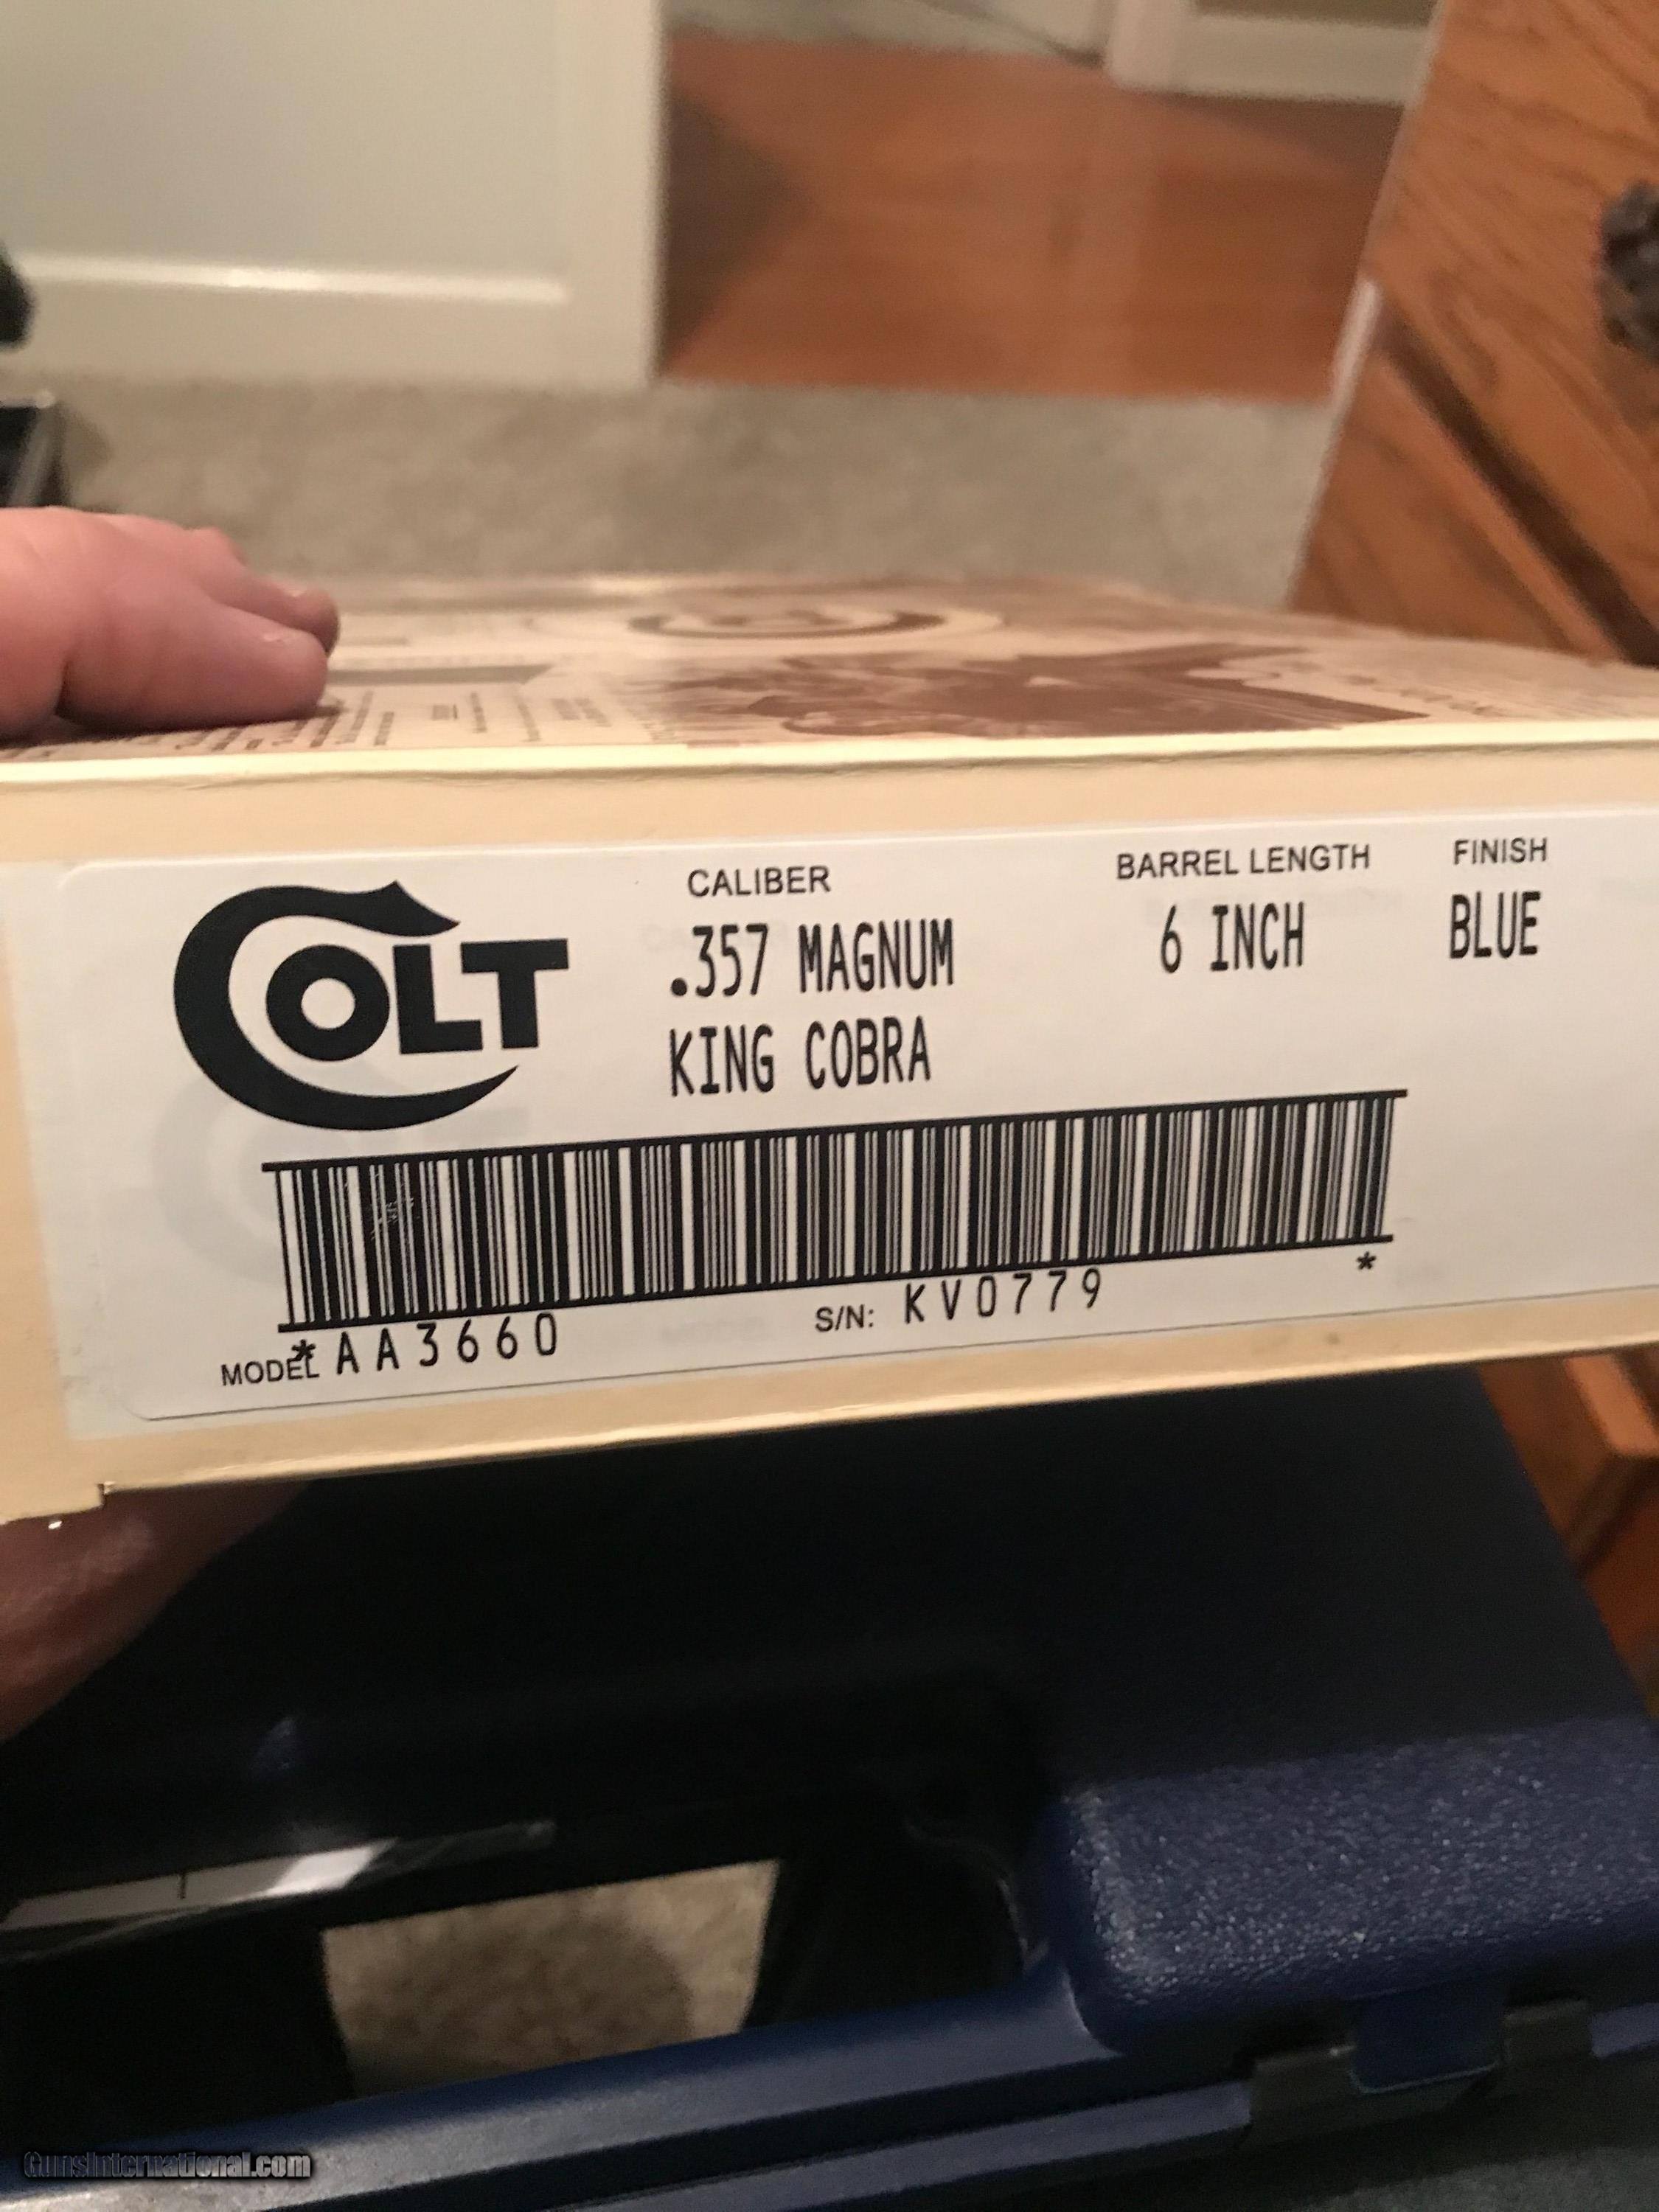 COLT
CALIBER
.357 MAGNUM
KING COBRA
BARREL LENGTH
6 INCH
FINISH
BLUE
MODEL *AA3660 S/N: KV0779 *
GunsInternational.com